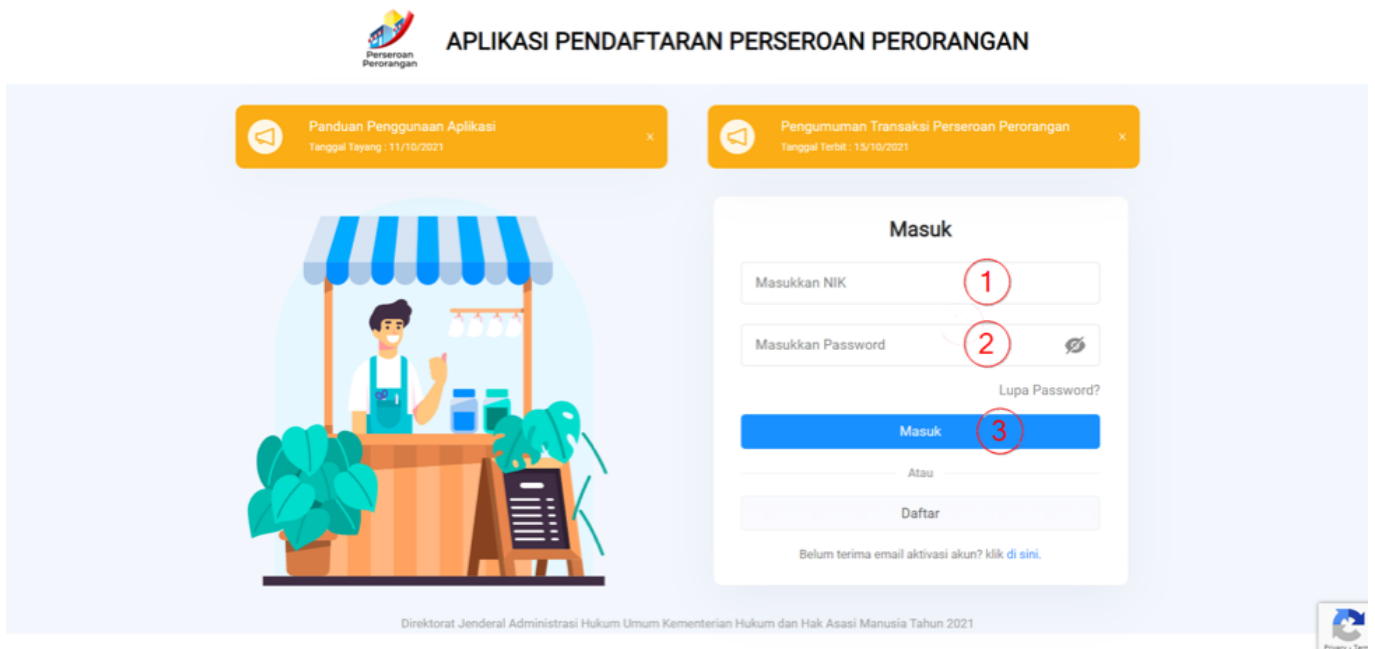 Perseroan
Perorangan
APLIKASI PENDAFTARAN PERSEROAN PERORANGAN
Panduan Penggunaan Aplikasi
Tanggal Tayang : 11/10/2021
×
Pengumuman Transaksi Perseroan Perorangan
Tanggal Terbit : 15/10/2021
×
Masuk
Masukkan NIK 1
Masukkan Password 2
Lupa Password?
Masuk 3
Atau
Daftar
Belum terima email aktivasi akun? klik di sini.
Direktorat Jenderal Administrasi Hukum Umum Kementerian Hukum dan Hak Asasi Manusia Tahun 2021
Privacy -